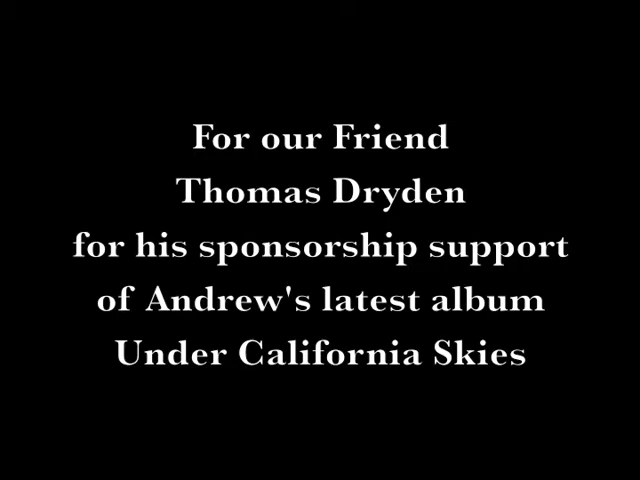 For our Friend
Thomas Dryden
for his sponsorship support
of Andrew's latest album
Under California Skies